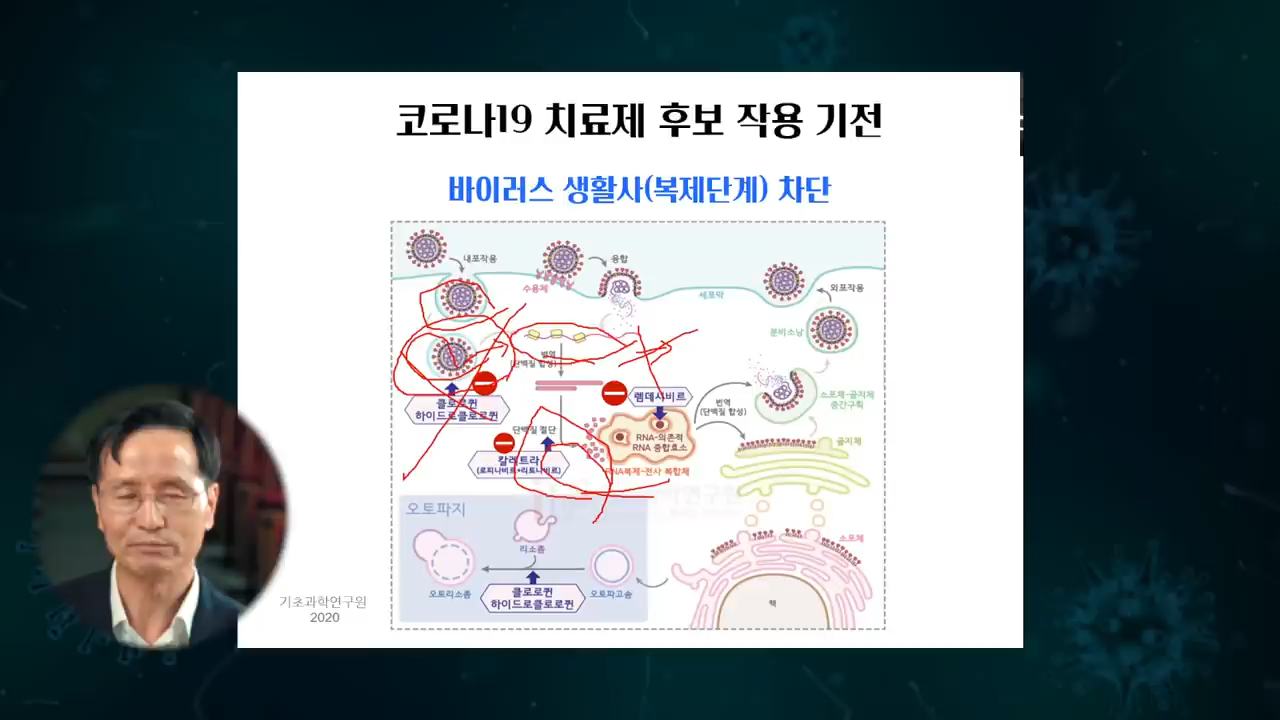 코로나19 치료제 후보 작용 기전
바이러스 생활사(복제단계) 차단
내포작용
융합
수용체
세포막
외포작용
분비소낭
번역
(단백질 합성)
클로로퀸
하이드로클로로퀸
렘데시비르
단백질 절단
칼레트라
(로피나비르+리토나비르)
RNA-의존적
RNA 중합효소
RNA복제-전사 복합체
번역
(단백질 합성)
소포체-골지체
중간구획
골지체
소포체
핵
오토파지
리소좀
오토리소좀
오토파고솜
클로로퀸
하이드로클로로퀸
기초과학연구원
2020